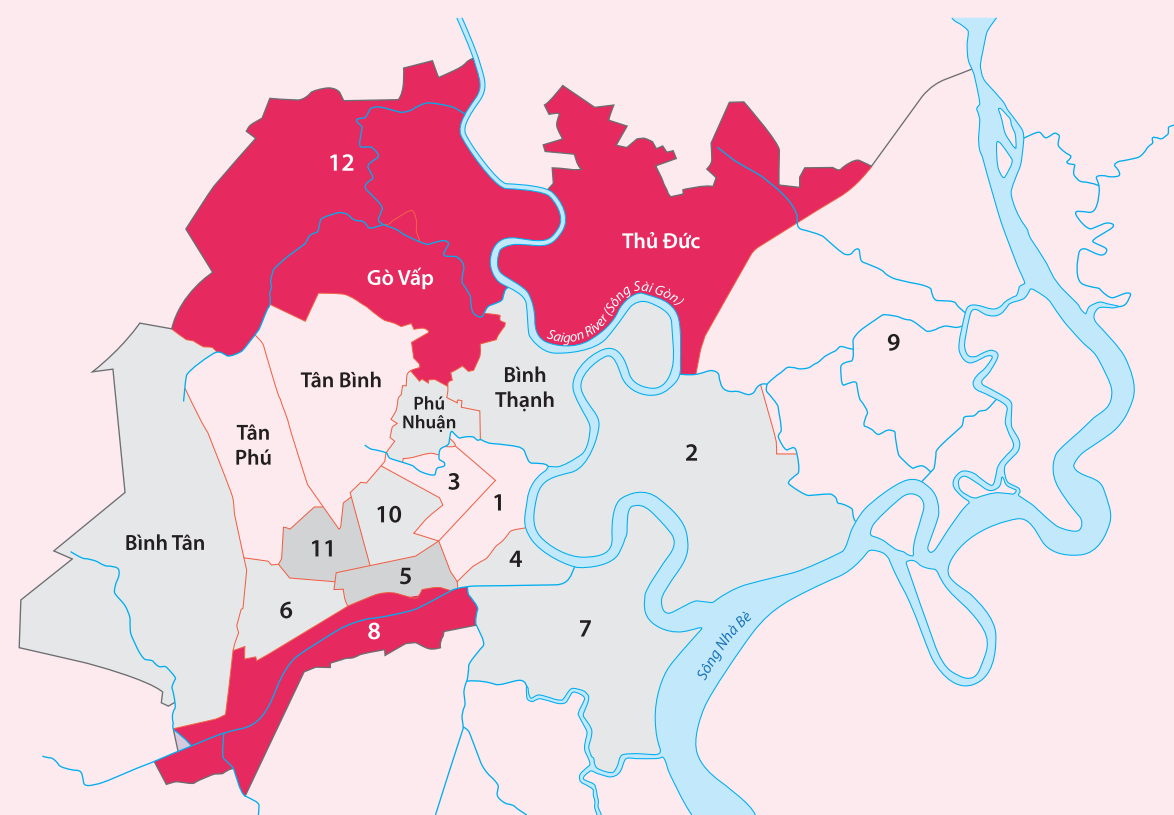 12
Thủ Đức
Gò Vấp
Saigon River (Sông Sài Gòn)
9
Tân Bình
Bình
Thạnh
Phú
Nhuận
Tân
Phú
2
3
1
10
Bình Tân
11
4
5
6
8
7
Sông Nhà Bè